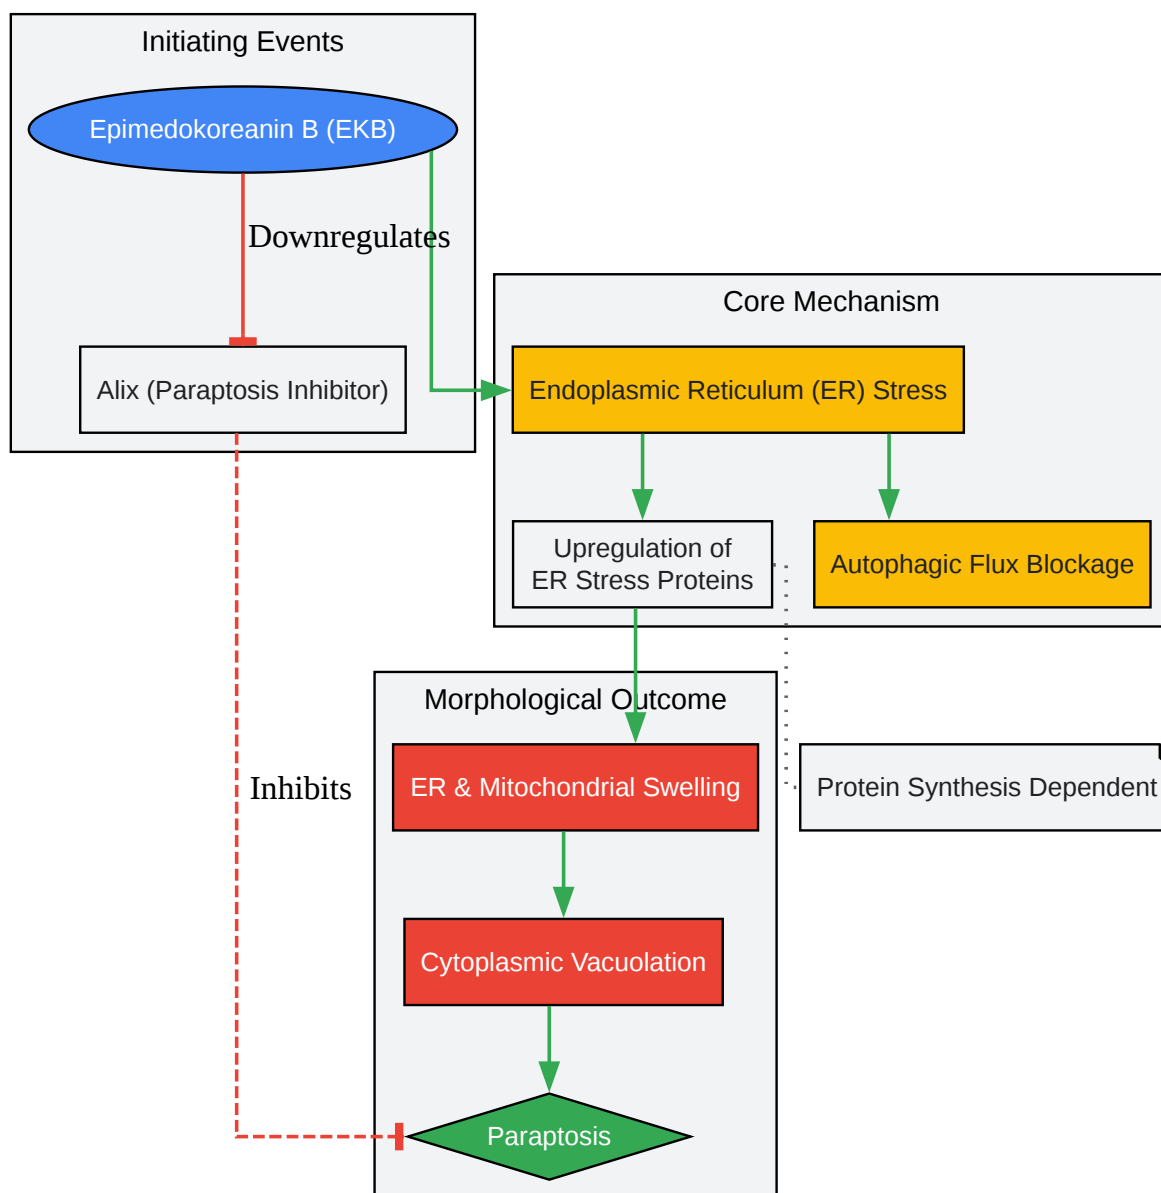 Initiating Events
Epimedokoreanin B (EKB)
Downregulates
Alix (Paraptosis Inhibitor)
Core Mechanism
Endoplasmic Reticulum (ER) Stress
Upregulation of
ER Stress Proteins
Autophagic Flux Blockage
Morphological Outcome
ER & Mitochondrial Swelling
Protein Synthesis Dependent
Inhibits
Cytoplasmic Vacuolation
Paraptosis